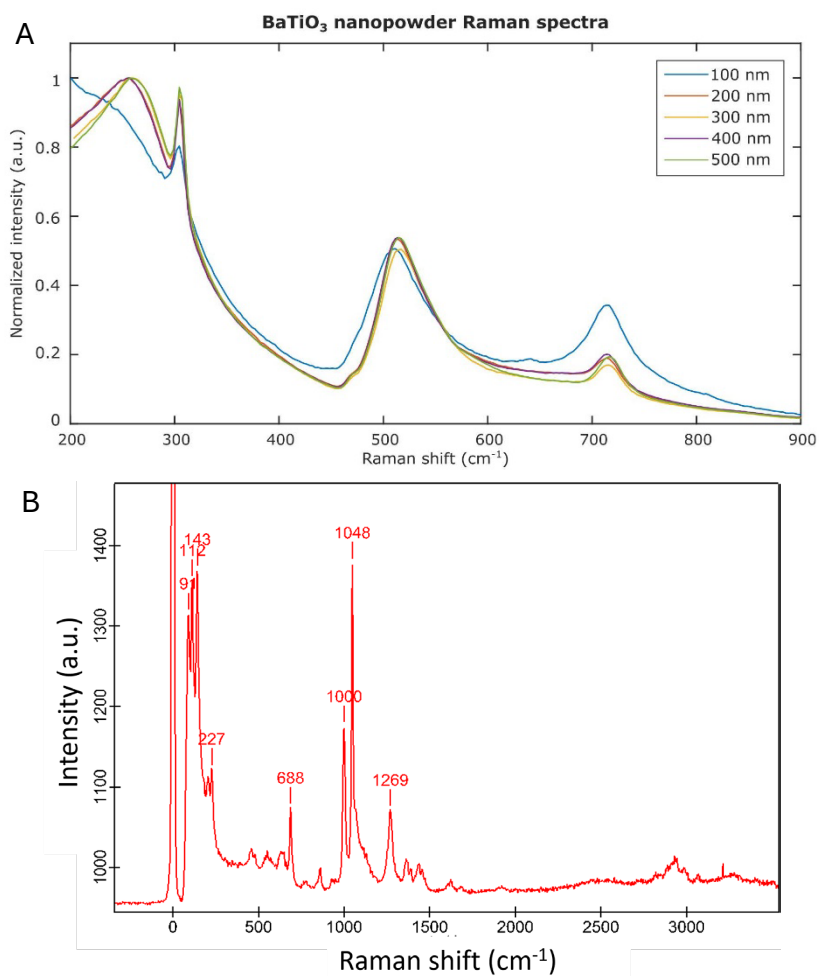 A
BaTiO₃ nanopowder Raman spectra
1
0.8
0.6
0.4
0.2
0
Normalized intensity (a.u.)
100 nm
200 nm
300 nm
400 nm
500 nm
200 300 400 500 600 700 800 900
Raman shift (cm⁻¹)
B
1400
1300
1200
1100
1000
Intensity (a.u.)
143
112
91
227
688
1000
1048
1269
0 500 1000 1500 2000 2500 3000
Raman shift (cm⁻¹)